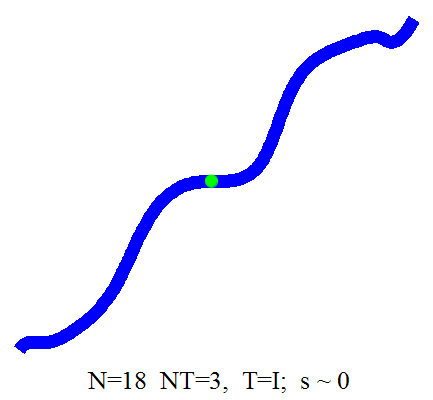 N=18 NT=3, T=I; s ~ 0